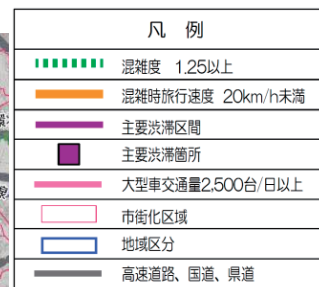 凡 例
混雑度 1.25以上
混雑時旅行速度 20km/h未満
主要渋滞区間
主要渋滞箇所
大型車交通量2,500台/日以上
市街化区域
地域区分
高速道路、国道、県道